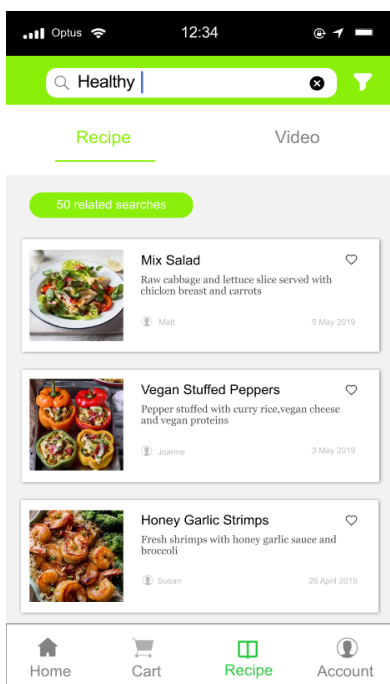 Optus 12:34
Healthy
Recipe Video
50 related searches
Mix Salad
Raw cabbage and lettuce slice served with
chicken breast and carrots
Matt 5 May 2019
Vegan Stuffed Peppers
Pepper stuffed with curry rice,vegan cheese
and vegan proteins
Joanne 3 May 2019
Honey Garlic Strimps
Fresh shrimps with honey garlic sauce and
broccoli
Susan 26 April 2019
Home Cart Recipe Account